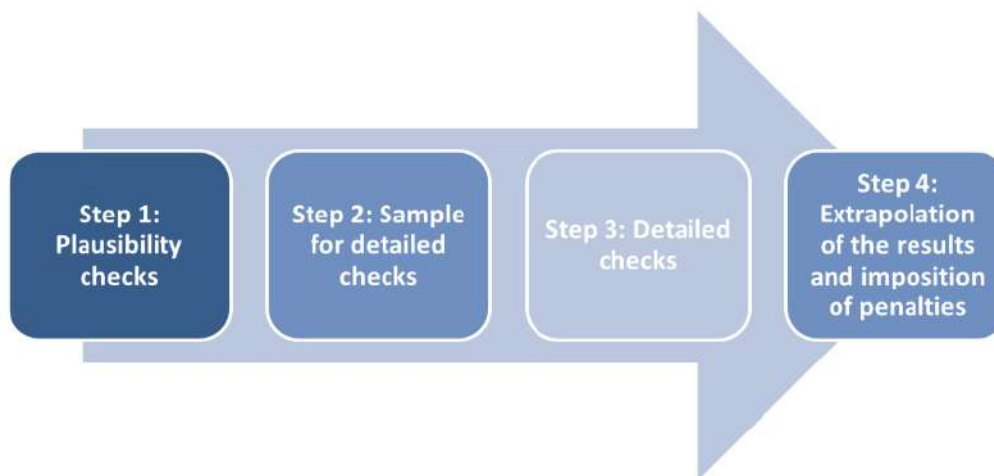 Step 1:
Plausibility
checks
Step 2: Sample
for detailed
checks
Step 3: Detailed
checks
Step 4:
Extrapolation
of the results
and imposition
of penalties